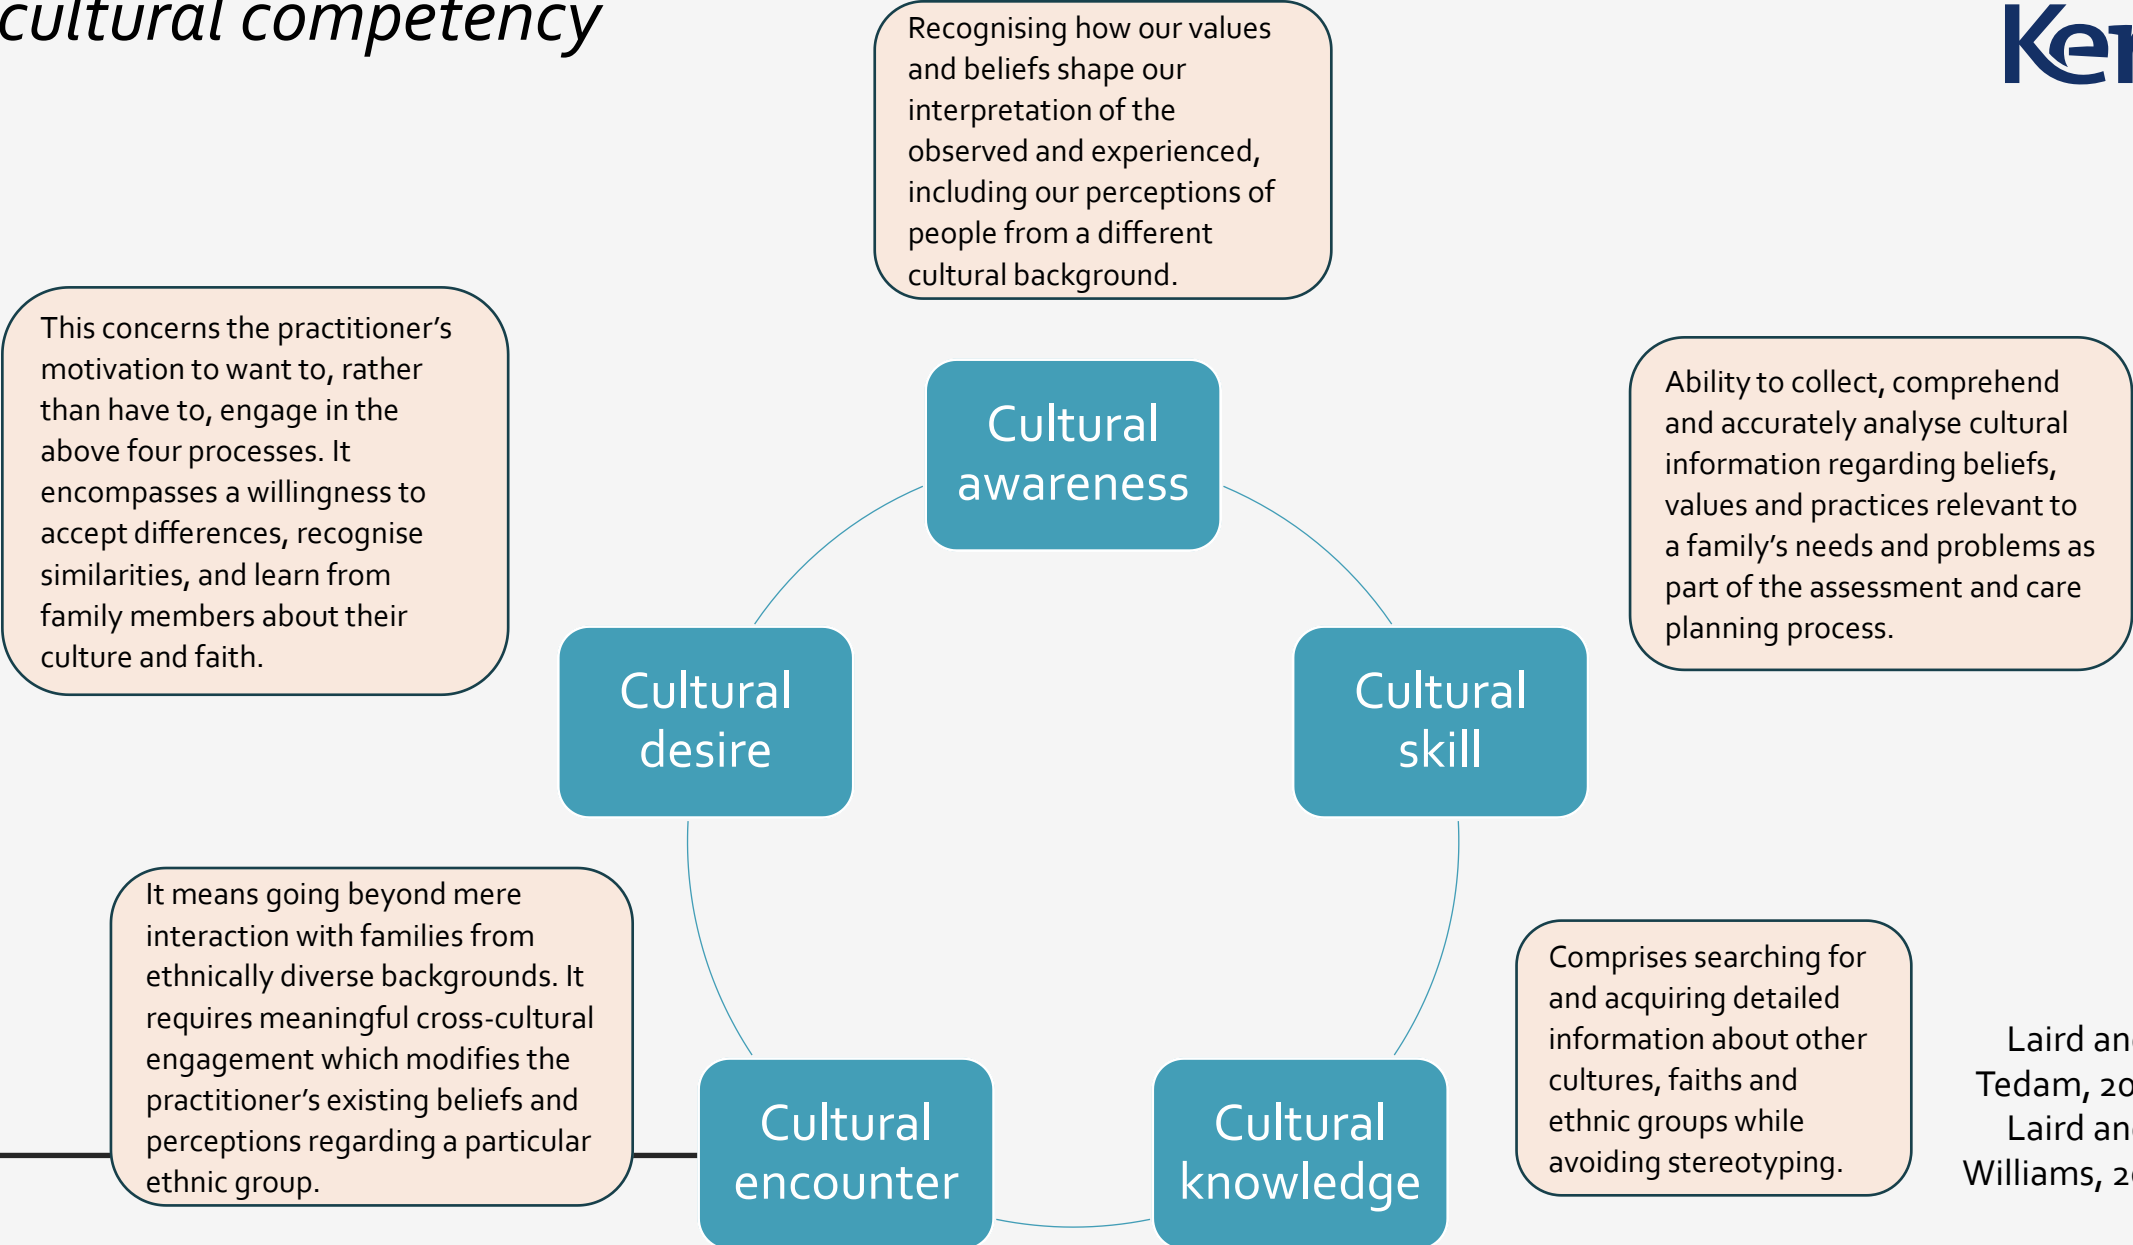 cultural competency
Recognising how our values
and beliefs shape our
interpretation of the
observed and experienced,
including our perceptions of
people from a different
cultural background.
This concerns the practitioner’s
motivation to want to, rather
than have to, engage in the
above four processes. It
encompasses a willingness to
accept differences, recognise
similarities, and learn from
family members about their
culture and faith.
Ability to collect, comprehend
and accurately analyse cultural
information regarding beliefs,
values and practices relevant to
a family’s needs and problems as
part of the assessment and care
planning process.
Cultural
awareness
Cultural
desire
Cultural
skill
It means going beyond mere
interaction with families from
ethnically diverse backgrounds. It
requires meaningful cross-cultural
engagement which modifies the
practitioner’s existing beliefs and
perceptions regarding a particular
ethnic group.
Comprises searching for
and acquiring detailed
information about other
cultures, faiths and
ethnic groups while
avoiding stereotyping.
Cultural
encounter
Cultural
knowledge
Laird
Tedam,
Laird
Williams,